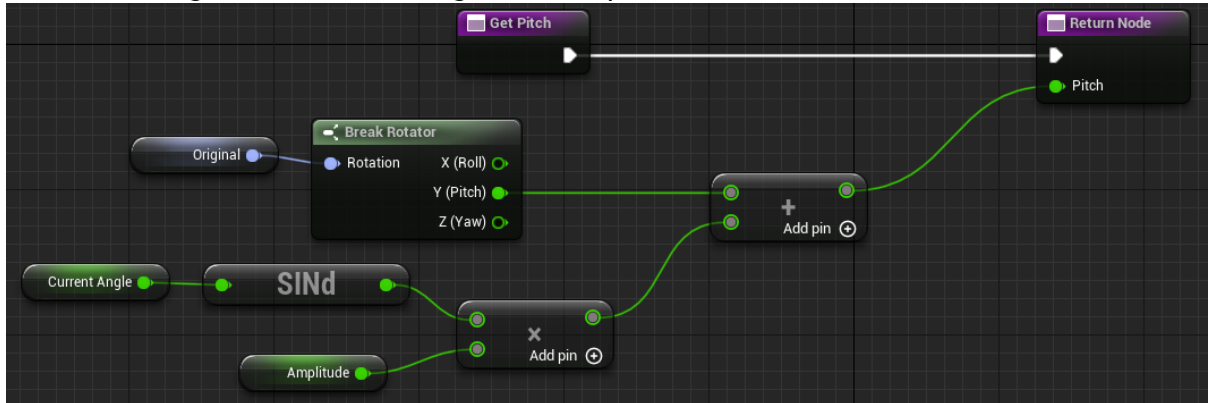 Get Pitch
Return Node
Pitch
Break Rotator
Original
Rotation
X (Roll)
Y (Pitch)
Z (Yaw)
+
Add pin
Current Angle
SINd
×
Add pin
Amplitude